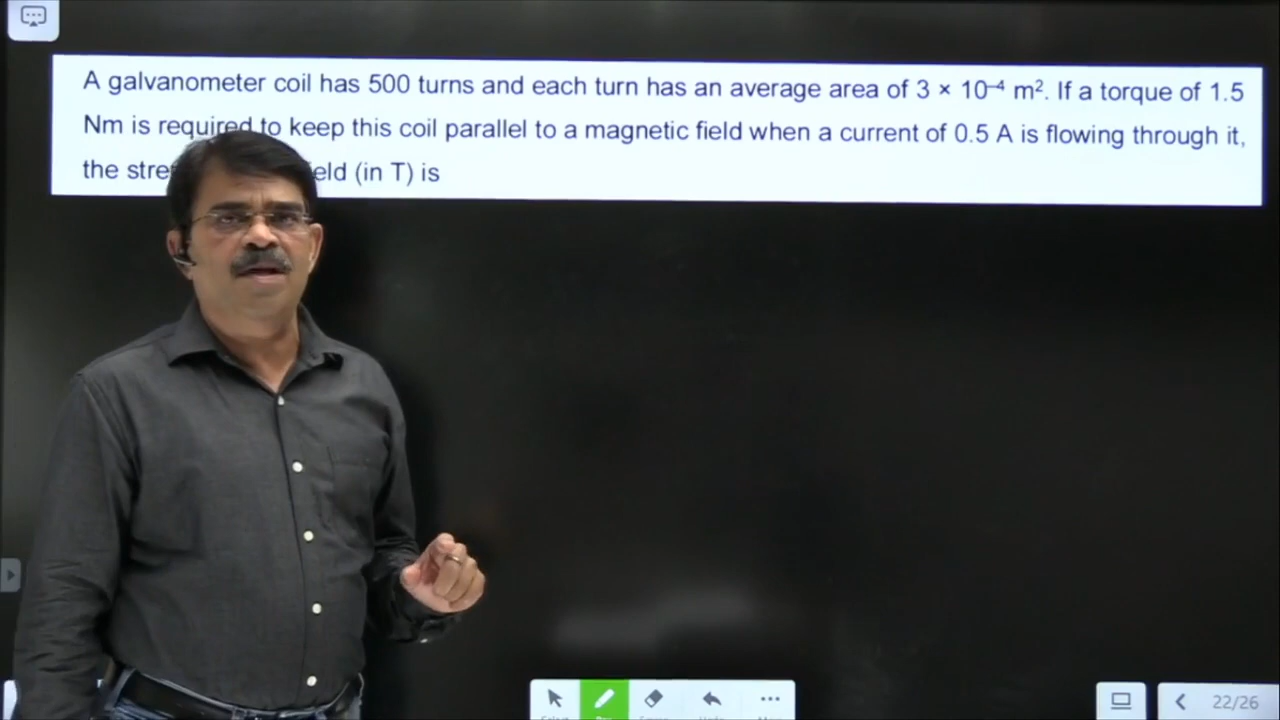 A galvanometer coil has 500 turns and each turn has an average area of 3 × 10⁻⁴ m². If a torque of 1.5
Nm is required to keep this coil parallel to a magnetic field when a current of 0.5 A is flowing through it,
the (in T) is
22/26